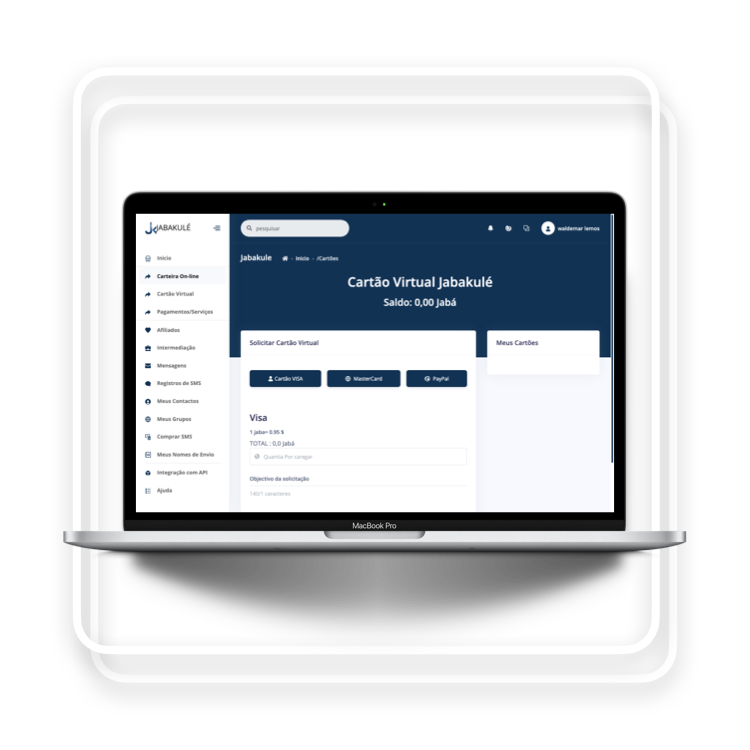 JABAKULÉ
pesquisar
waldemar lemos
Início
Carteira On-line
Cartão Virtual
Pagamentos/Serviços
Afiliados
Intermediação
Mensagens
Registros de SMS
Meus Contactos
Meus Grupos
Comprar SMS
Meus Nomes de Envio
Integração com API
Ajuda
Jabakule - Início - /Cartões
Cartão Virtual Jabakulé
Saldo: 0,00 Jabá
Solicitar Cartão Virtual
Meus Cartões
Cartão VISA
MasterCard
PayPal
Visa
1 jaba= 0.95 $
TOTAL : 0,0 Jabá
Quantia Por carregar
Objectivo da solicitação
140/1 caracteres
MacBook Pro